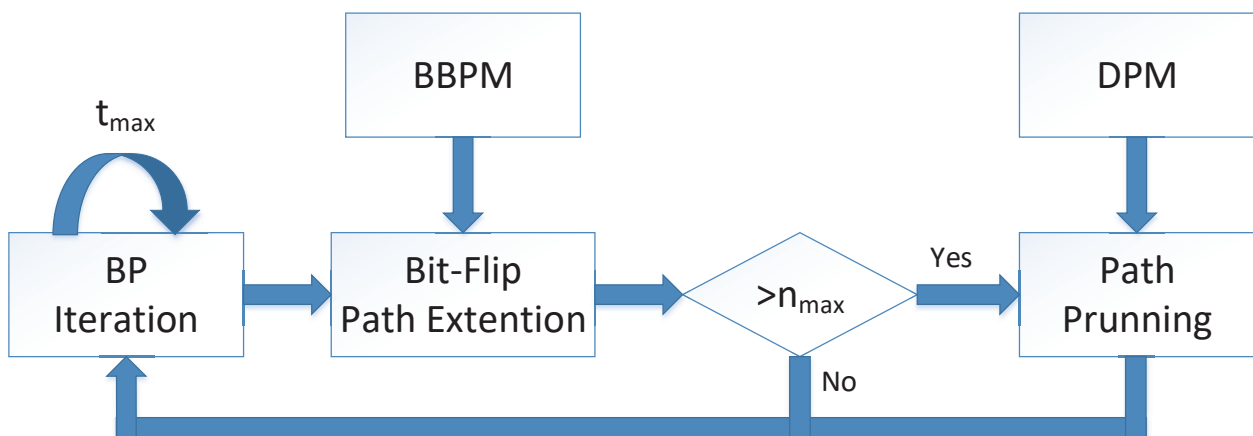 BBPM
DPM
tmax
BP
Iteration
Bit-Flip
Path Extention
>nmax
Yes
Path
Prunning
No